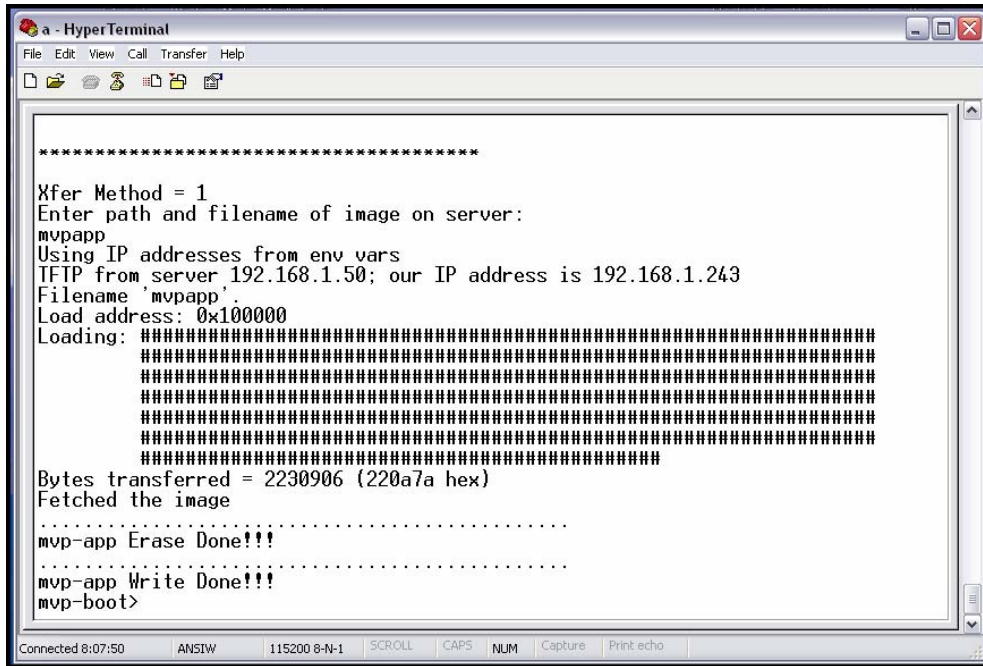 a - HyperTerminal
File Edit View Call Transfer Help
***************************************
Xfer Method = 1
Enter path and filename of image on server:
mvpapp
Using IP addresses from env vars
TFTP from server 192.168.1.50; our IP address is 192.168.1.243
Filename 'mvpapp'.
Load address: 0x100000
Loading: #################################################################
#################################################################
#################################################################
#################################################################
#################################################################
#################################################################
##############################################
Bytes transferred = 2230906 (220a7a hex)
Fetched the image
...............................................
mvp-app Erase Done!!!
...............................................
mvp-app Write Done!!!
mvp-boot>
Connected 8:07:50 ANSIW 115200 8-N-1 SCROLL CAPS NUM Capture Print echo